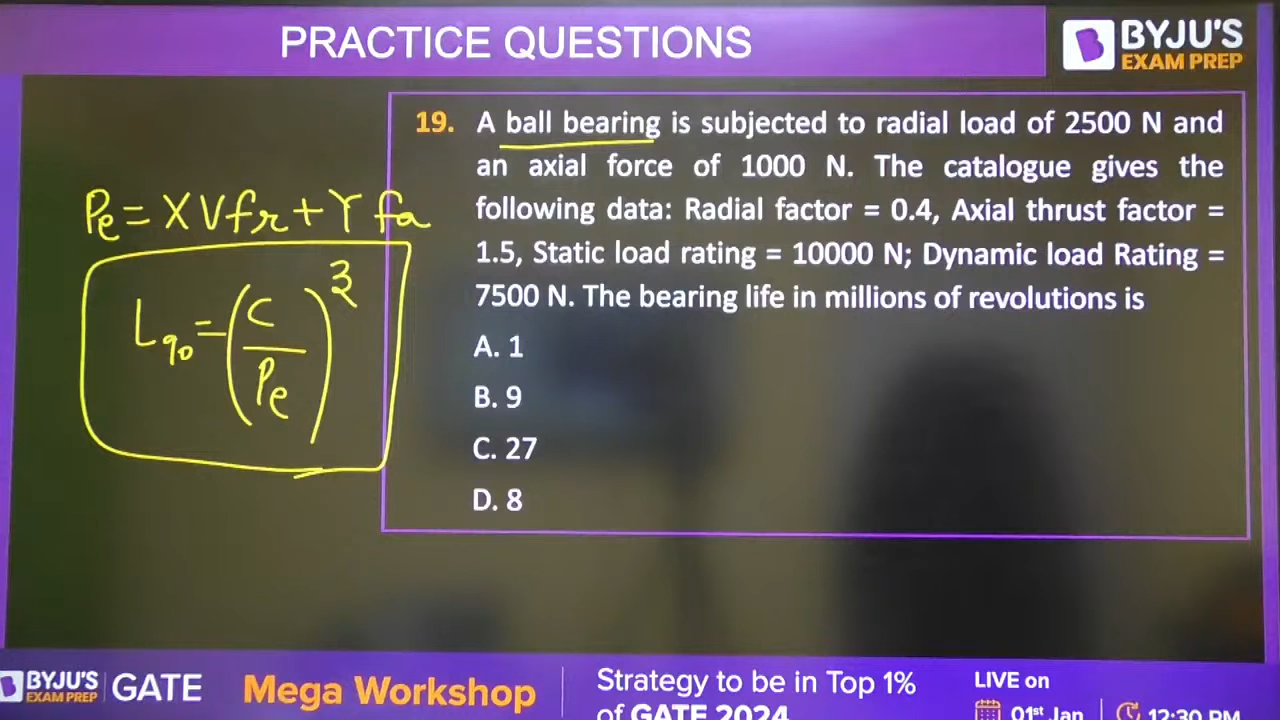 PRACTICE QUESTIONS
BYJU'S
EXAM PREP
19. A ball bearing is subjected to radial load of 2500 N and
an axial force of 1000 N. The catalogue gives the
following data: Radial factor = 0.4, Axial thrust factor =
1.5, Static load rating = 10000 N; Dynamic load Rating =
7500 N. The bearing life in millions of revolutions is
A. 1
B. 9
C. 27
D. 8
Pe = XVfr + Yfa
L90 = (C/Pe)^3
BYJU'S
EXAM PREP
GATE
Mega Workshop
Strategy to be in Top 1%
of GATE 2024
LIVE on
01st Jan
12:30 PM